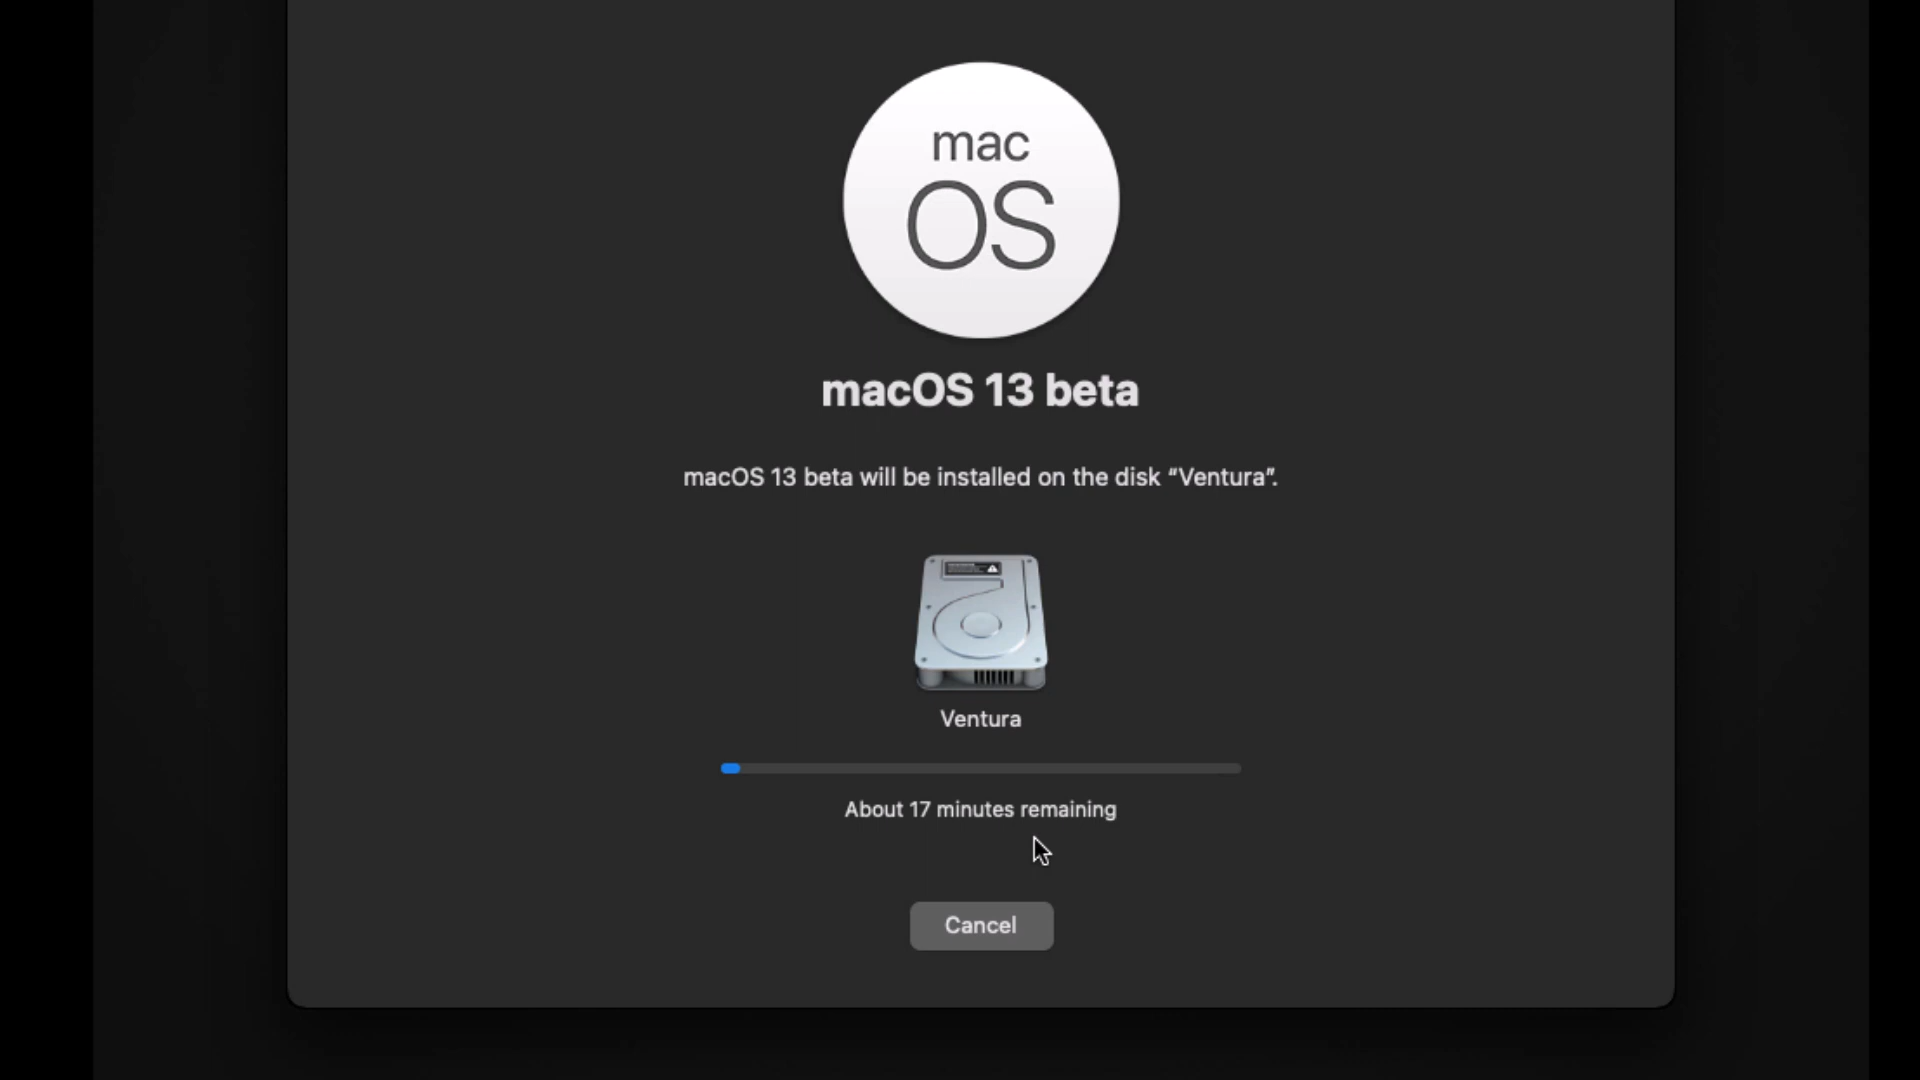 mac
OS
macOS 13 beta
macOS 13 beta will be installed on the disk “Ventura”.
Ventura
About 17 minutes remaining
Cancel